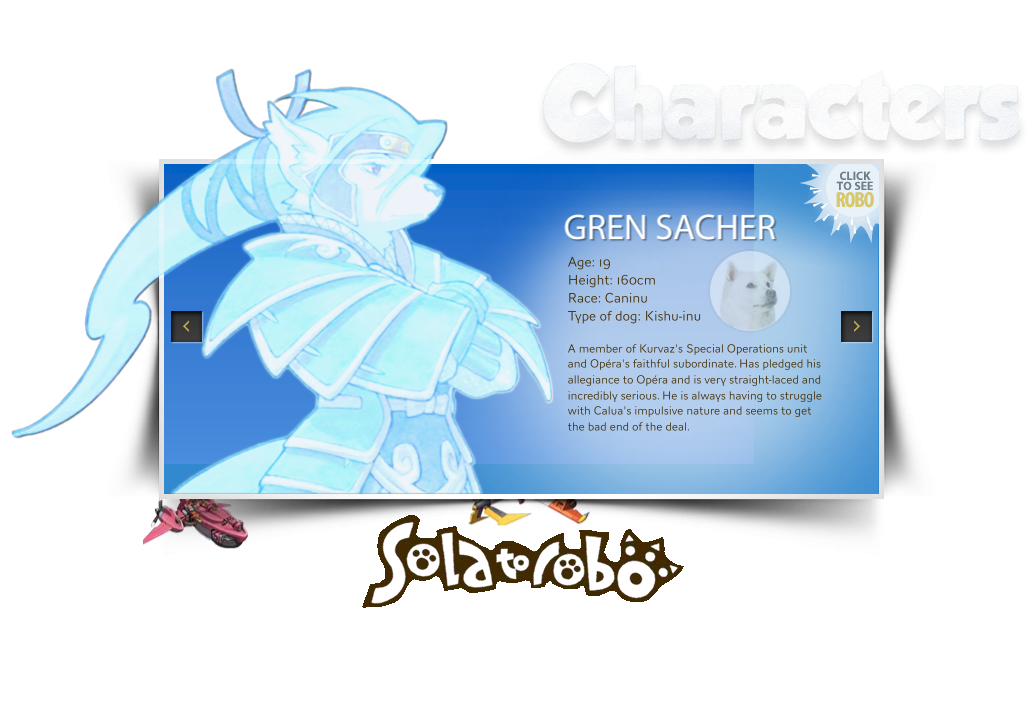 Characters
CLICK
TO SEE
ROBO
GREN SACHER
Age: 19
Height: 160cm
Race: Caninu
Type of dog: Kishu-inu
A member of Kurvaz's Special Operations unit
and Opéra's faithful subordinate. Has pledged his
allegiance to Opéra and is very straight-laced and
incredibly serious. He is always having to struggle
with Calua's impulsive nature and seems to get
the bad end of the deal.
Solatorobo